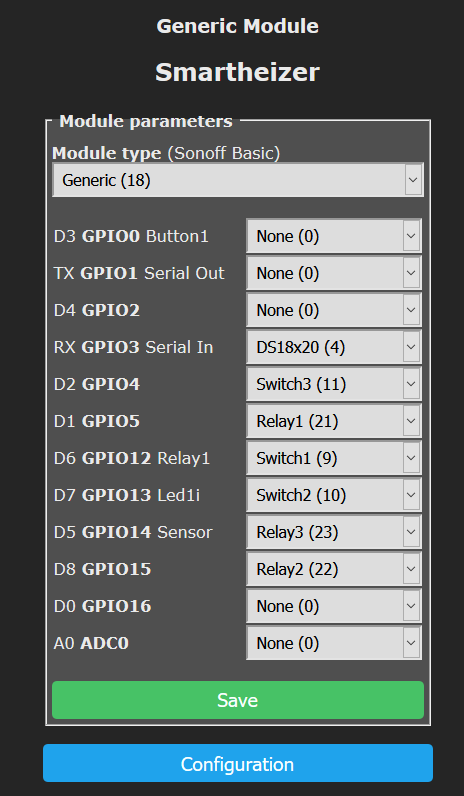 Generic Module
Smartheizer
Module parameters
Module type (Sonoff Basic)
Generic (18)
D3 GPIO0 Button1 None (0)
TX GPIO1 Serial Out None (0)
D4 GPIO2 None (0)
RX GPIO3 Serial In DS18x20 (4)
D2 GPIO4 Switch3 (11)
D1 GPIO5 Relay1 (21)
D6 GPIO12 Relay1 Switch1 (9)
D7 GPIO13 Led1i Switch2 (10)
D5 GPIO14 Sensor Relay3 (23)
D8 GPIO15 Relay2 (22)
D0 GPIO16 None (0)
A0 ADC0 None (0)
Save
Configuration